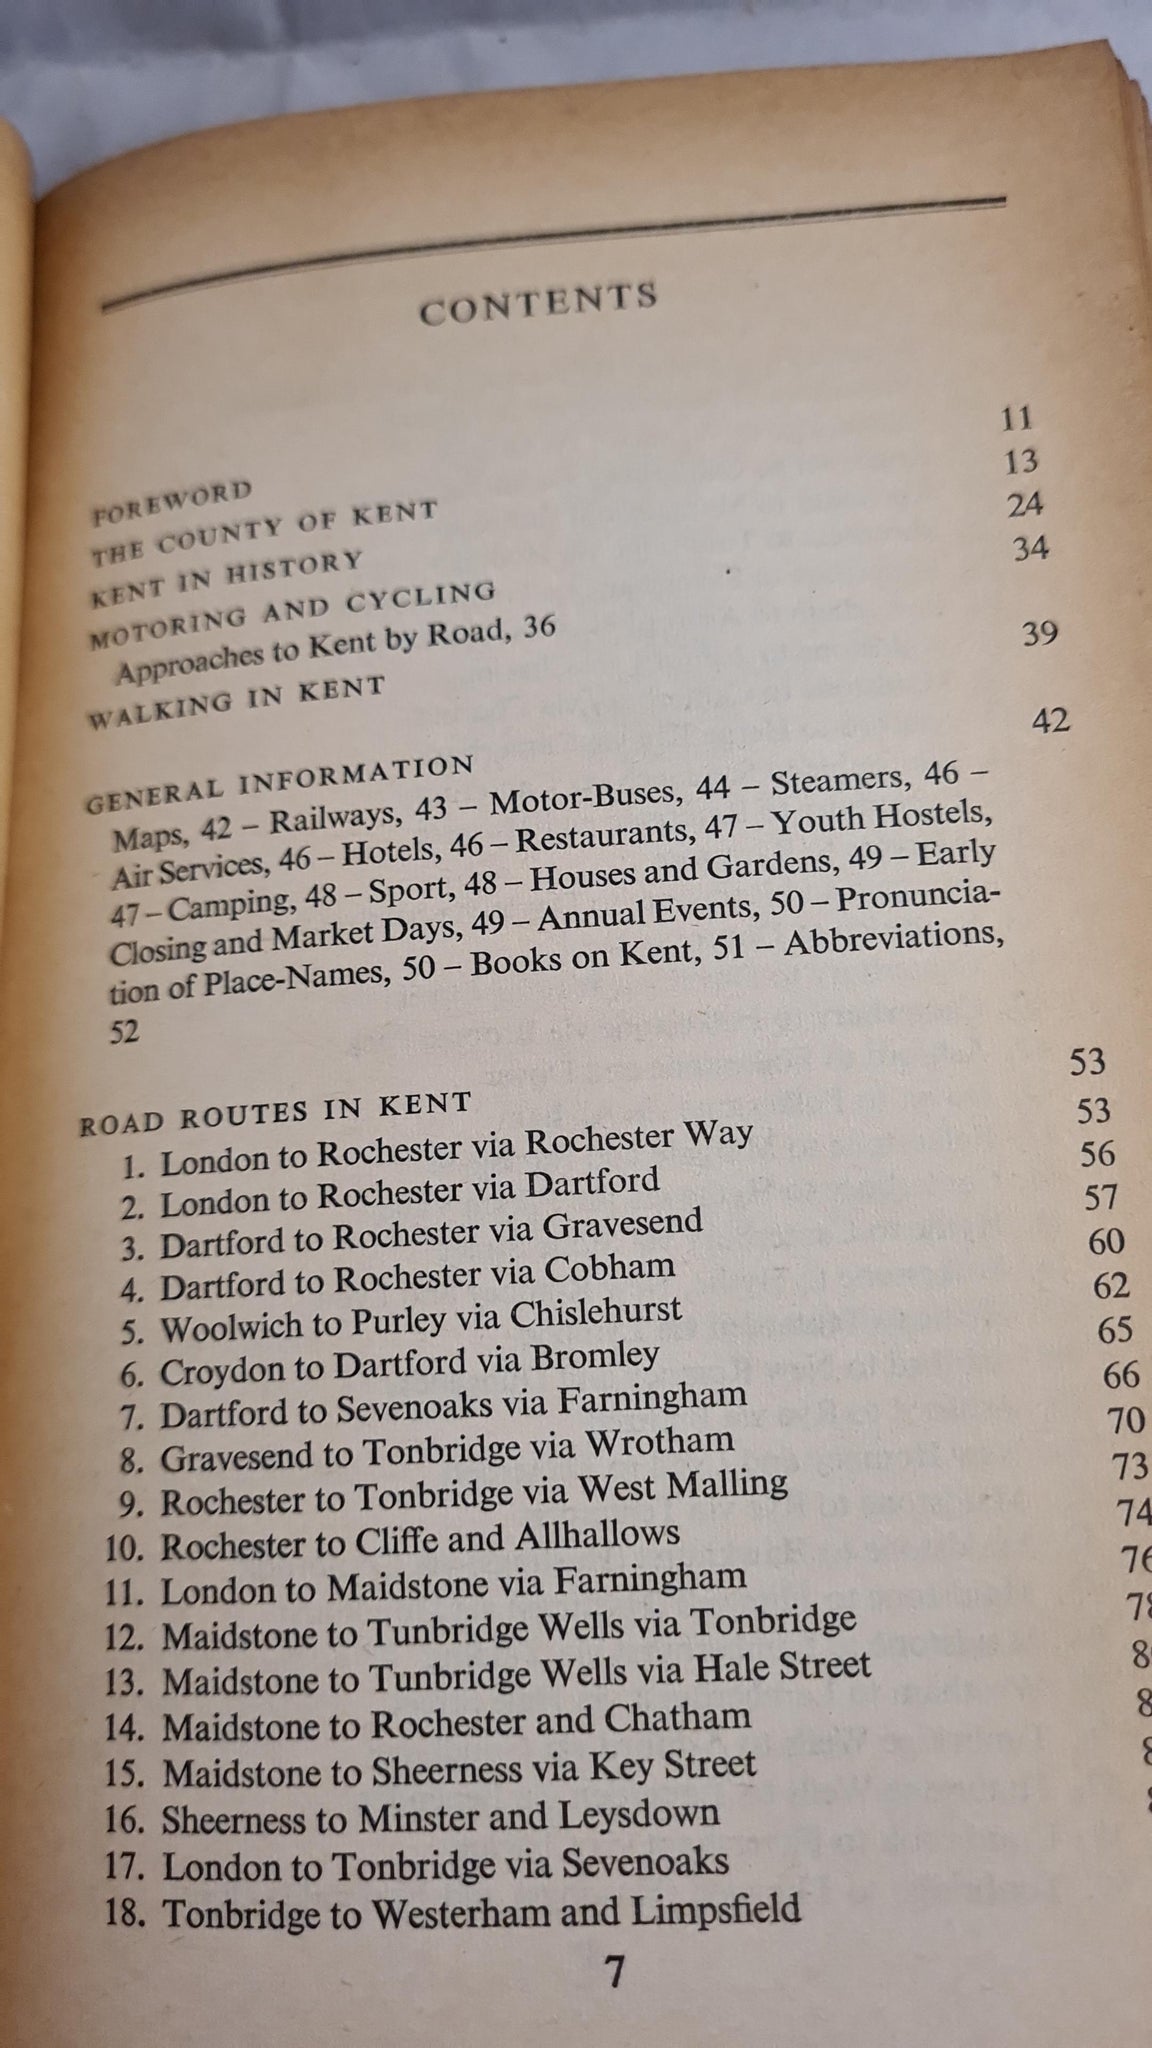 CONTENTS
FOREWORD 11
THE COUNTY OF KENT 13
KENT IN HISTORY 24
MOTORING AND CYCLING 34
Approaches to Kent by Road, 36
WALKING IN KENT 39
GENERAL INFORMATION 42
Maps, 42 – Railways, 43 – Motor-Buses, 44 – Steamers, 46 –
Air Services, 46 – Hotels, 46 – Restaurants, 47 – Youth Hostels,
47 – Camping, 48 – Sport, 48 – Houses and Gardens, 49 – Early
Closing and Market Days, 49 – Annual Events, 50 – Pronuncia-
tion of Place-Names, 50 – Books on Kent, 51 – Abbreviations,
52
ROAD ROUTES IN KENT 53
1. London to Rochester via Rochester Way 53
2. London to Rochester via Dartford 56
3. Dartford to Rochester via Gravesend 57
4. Dartford to Rochester via Cobham 60
5. Woolwich to Purley via Chislehurst 62
6. Croydon to Dartford via Bromley 65
7. Dartford to Sevenoaks via Farningham 66
8. Gravesend to Tonbridge via Wrotham 70
9. Rochester to Tonbridge via West Malling 73
10. Rochester to Cliffe and Allhallows 74
11. London to Maidstone via Farningham 76
12. Maidstone to Tunbridge Wells via Tonbridge 78
13. Maidstone to Tunbridge Wells via Hale Street
14. Maidstone to Rochester and Chatham
15. Maidstone to Sheerness via Key Street
16. Sheerness to Minster and Leysdown
17. London to Tonbridge via Sevenoaks
18. Tonbridge to Westerham and Limpsfield
7